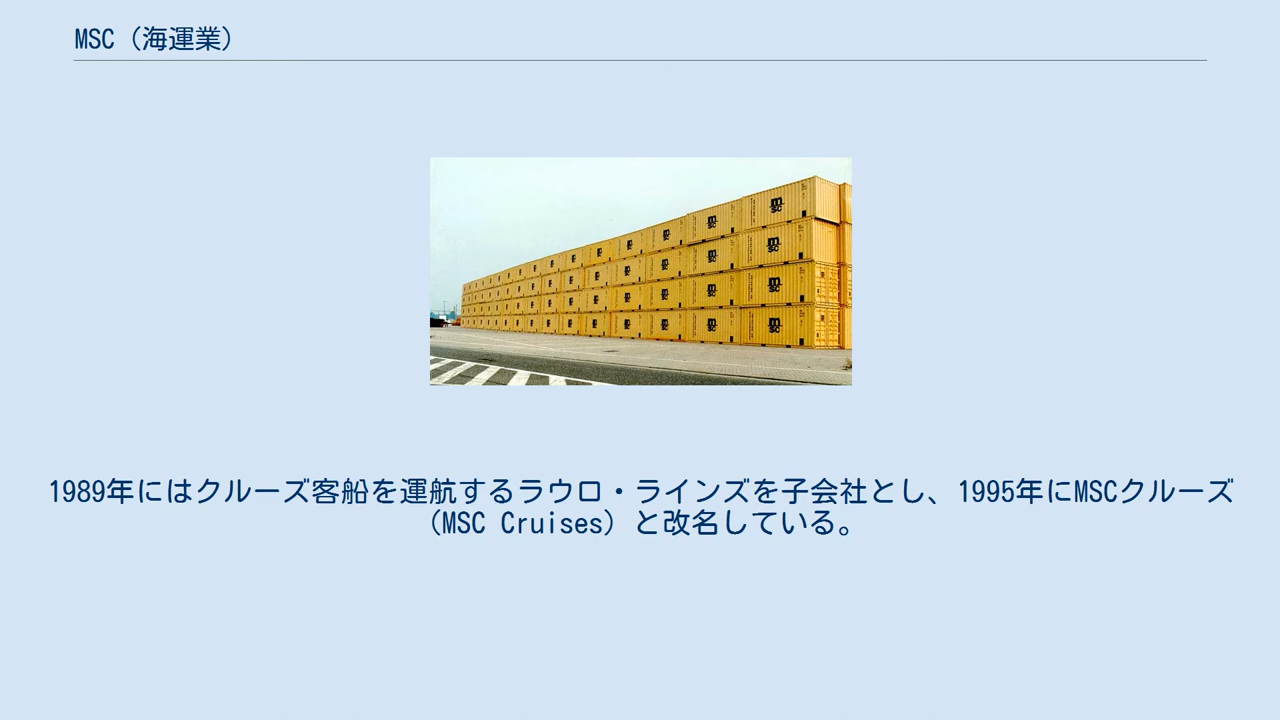 MSC（海運業）
1989年にはクルーズ客船を運航するラウロ・ラインズを子会社とし、1995年にMSCクルーズ
（MSC Cruises）と改名している。
m
sc